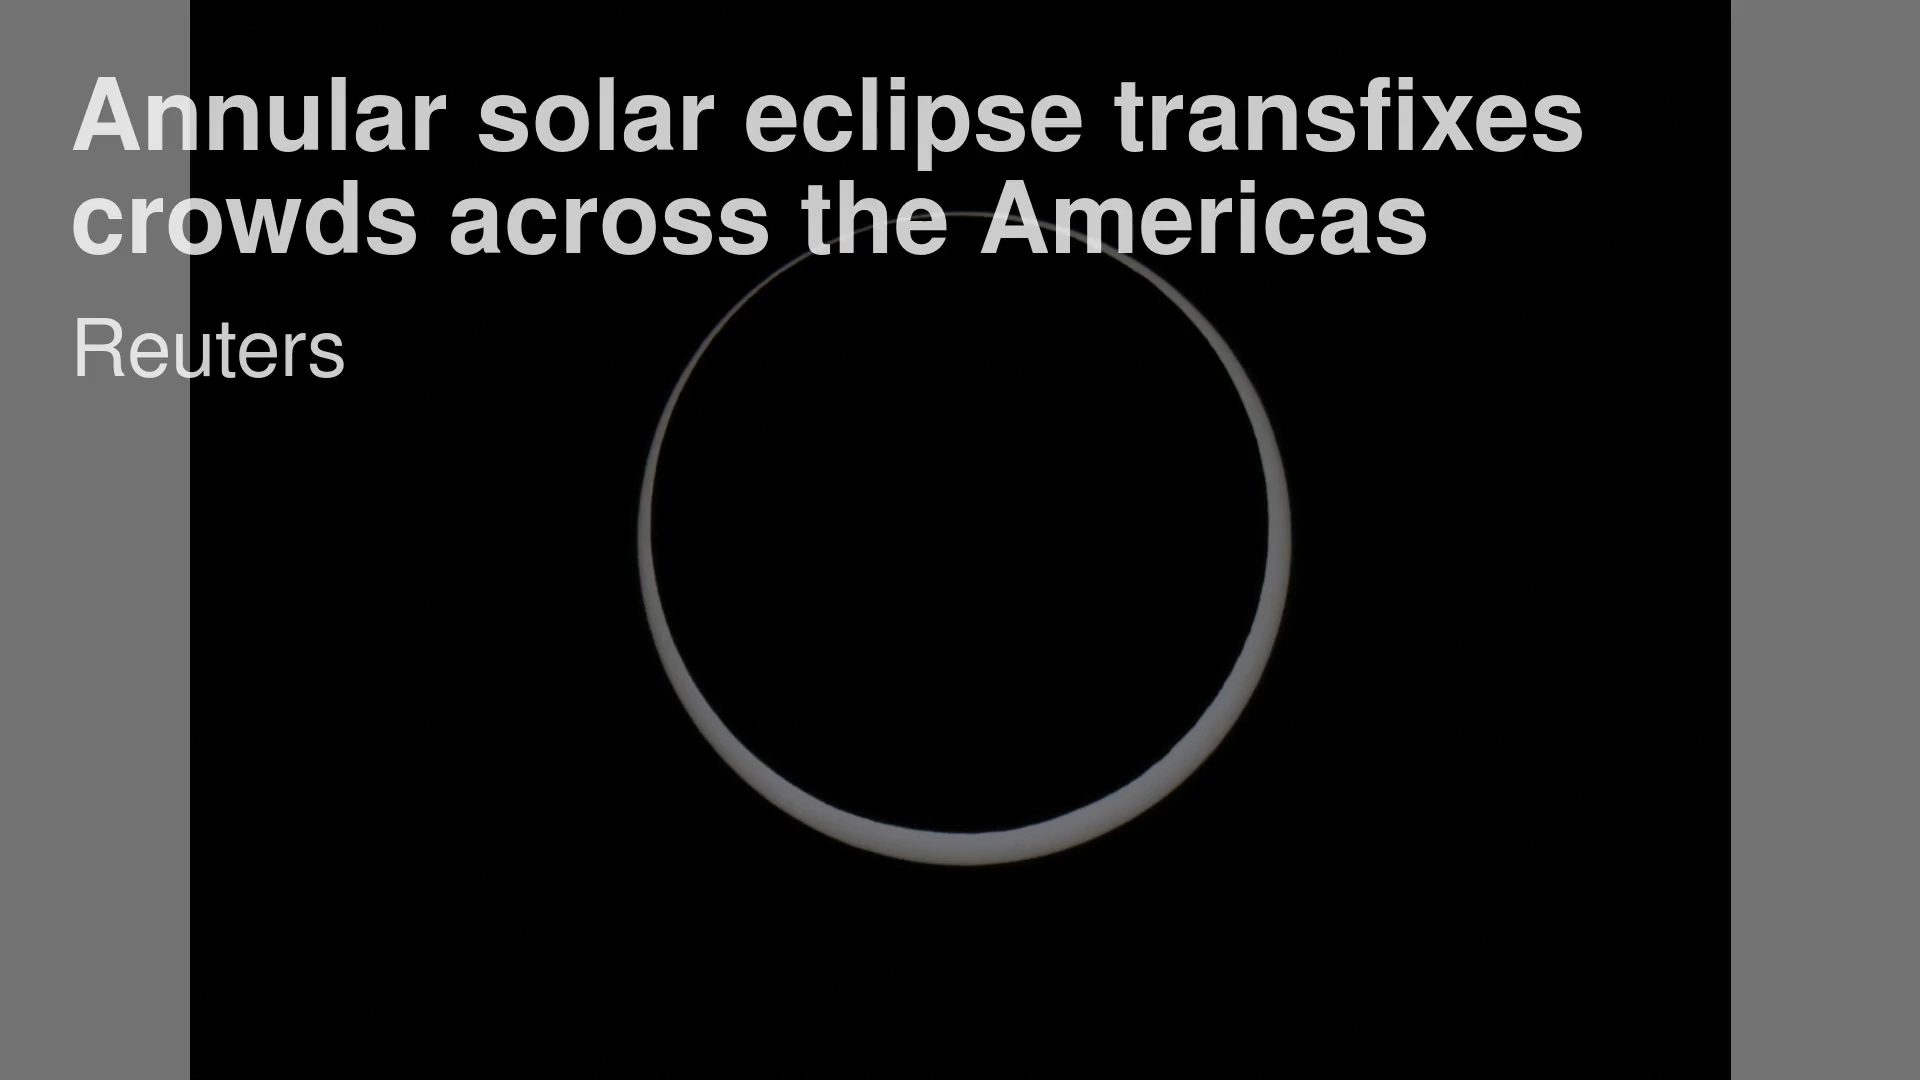 Annular solar eclipse transfixes
crowds across the Americas
Reuters